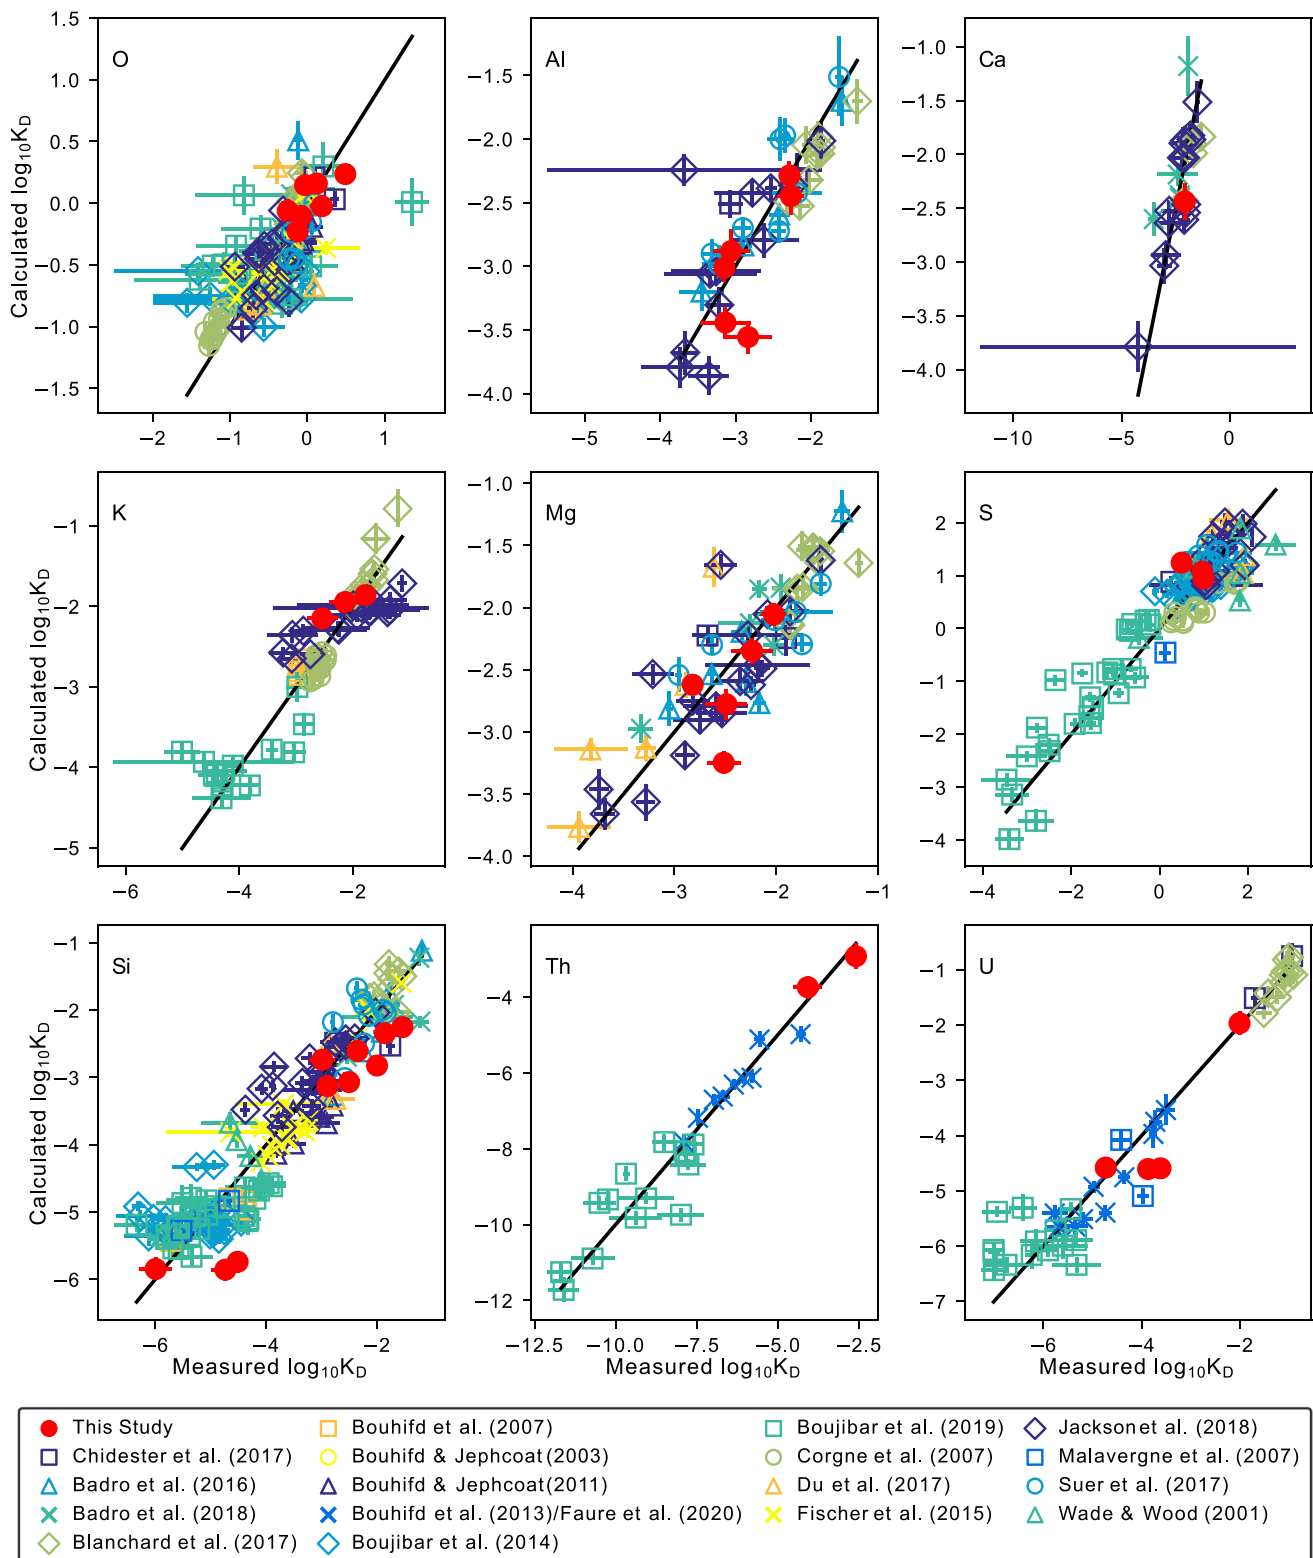 O
Al
Ca
1.5
1.0
0.5
0.0
−0.5
−1.0
−1.5
−1.5
−2.0
−2.5
−3.0
−3.5
−4.0
−1.0
−1.5
−2.0
−2.5
−3.0
−3.5
−4.0
Calculated log₁₀K_D
−2 −1 0 1
−5 −4 −3 −2
−10 −5 0
K
Mg
S
−1
−2
−3
−4
−5
−1.0
−1.5
−2.0
−2.5
−3.0
−3.5
−4.0
2
1
0
−1
−2
−3
−4
Calculated log₁₀K_D
−6 −4 −2
−4 −3 −2 −1
−4 −2 0 2
Si
Th
U
−1
−2
−3
−4
−5
−6
−4
−6
−8
−10
−12
−1
−2
−3
−4
−5
−6
−7
Calculated log₁₀K_D
−6 −4 −2
−12.5 −10.0 −7.5 −5.0 −2.5
−6 −4 −2
Measured log₁₀K_D
Measured log₁₀K_D
Measured log₁₀K_D
This Study
Chidester et al. (2017)
Badro et al. (2016)
Badro et al. (2018)
Blanchard et al. (2017)
Bouhifd et al. (2007)
Bouhifd & Jephcoat (2003)
Bouhifd & Jephcoat (2011)
Bouhifd et al. (2013)/Faure et al. (2020)
Boujibar et al. (2014)
Boujibar et al. (2019)
Corgne et al. (2007)
Du et al. (2017)
Fischer et al. (2015)
Jackson et al. (2018)
Malavergne et al. (2007)
Suer et al. (2017)
Wade & Wood (2001)